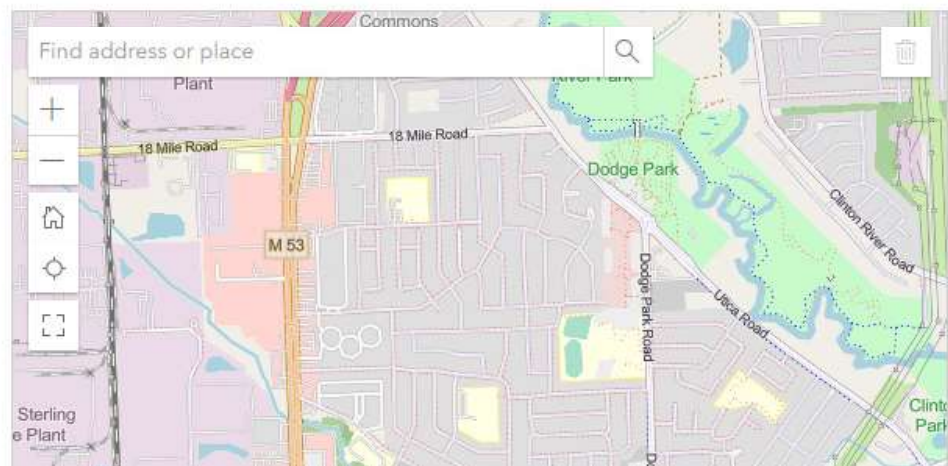 Commons
Find address or place
River Park
Plant
18 Mile Road
18 Mile Road
Dodge Park
Clinton River Road
M 53
Dodge Park Road
Utica Road
Sterling
e Plant
Clint
Park
D